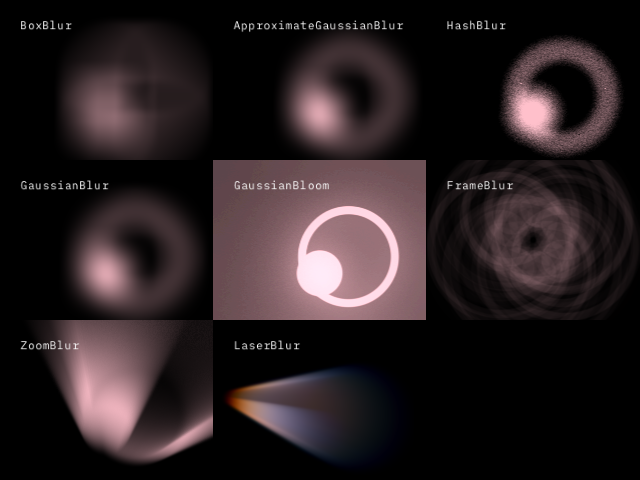 BoxBlur
ApproximateGaussianBlur
HashBlur
GaussianBlur
GaussianBloom
FrameBlur
ZoomBlur
LaserBlur